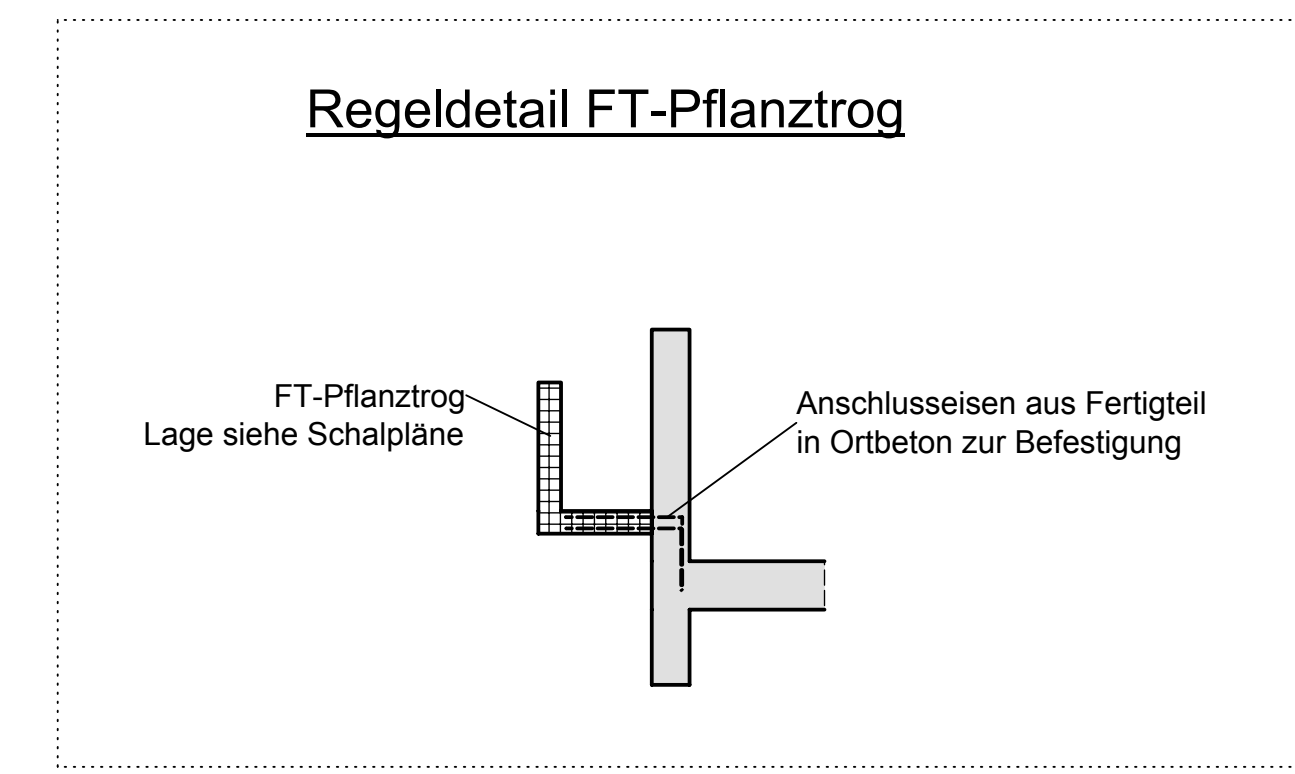 Regeldetail FT-Pflanztrog
FT-Pflanztrog
Lage siehe Schalpläne
Anschlusseisen aus Fertigteil
in Ortbeton zur Befestigung